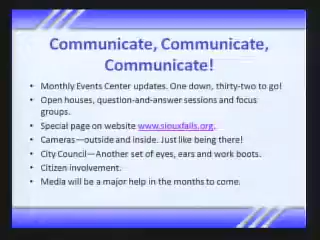 Communicate, Communicate,
Communicate!
• Monthly Events Center updates. One down, thirty-two to go!
• Open houses, question-and-answer sessions and focus
groups.
• Special page on website www.siouxfalls.org.
• Cameras—outside and inside. Just like being there!
• City Council—Another set of eyes, ears and work boots.
• Citizen involvement.
• Media will be a major help in the months to come.